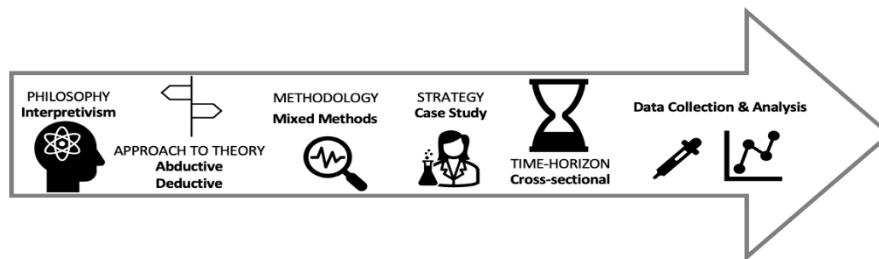 PHILOSOPHY
Interpretivism
APPROACH TO THEORY
Abductive
Deductive
METHODOLOGY
Mixed Methods
STRATEGY
Case Study
TIME-HORIZON
Cross-sectional
Data Collection & Analysis